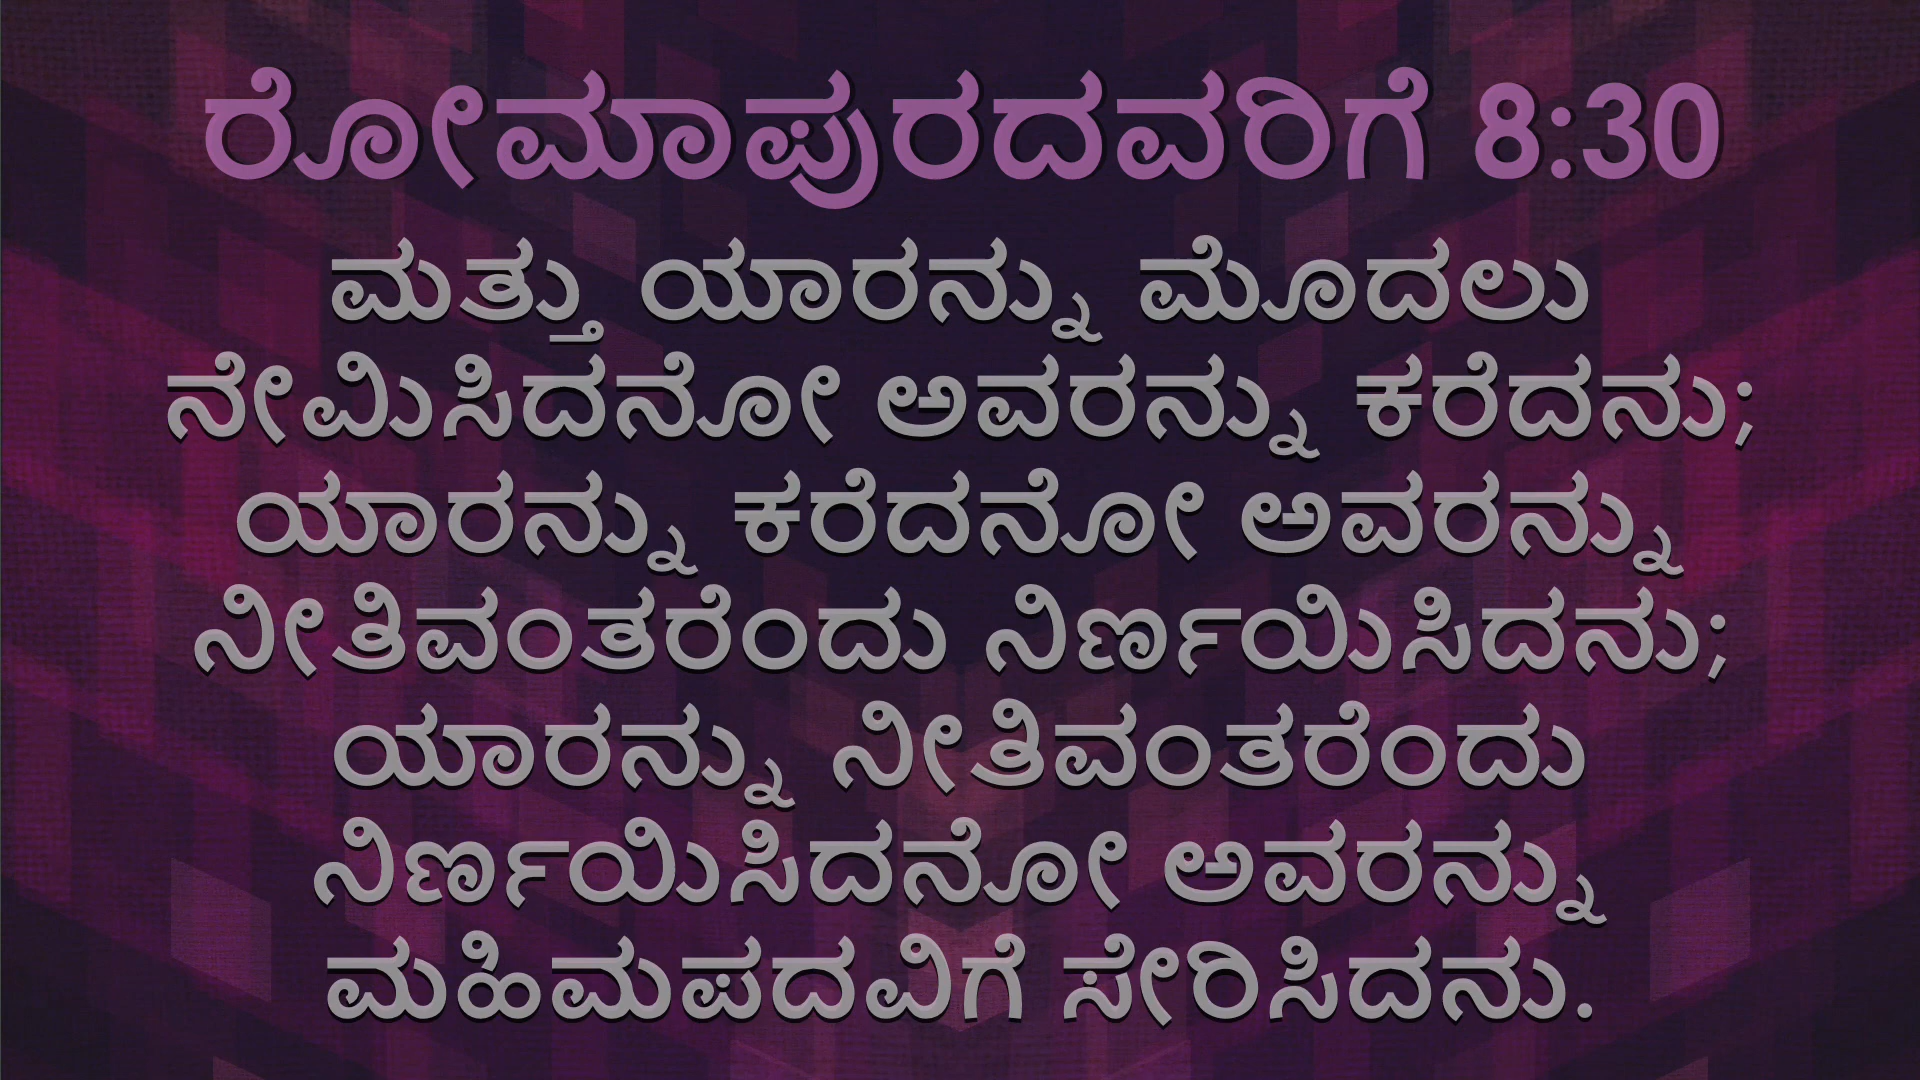 ರೋಮಾಪುರದವರಿಗೆ 8:30
ಮತ್ತು ಯಾರನ್ನು ಮೊದಲು
ನೇಮಿಸಿದನೋ ಅವರನ್ನು ಕರೆದನು;
ಯಾರನ್ನು ಕರೆದನೋ ಅವರನ್ನು
ನೀತಿವಂತರೆಂದು ನಿರ್ಣಯಿಸಿದನು;
ಯಾರನ್ನು ನೀತಿವಂತರೆಂದು
ನಿರ್ಣಯಿಸಿದನೋ ಅವರನ್ನು
ಮಹಿಮಪದವಿಗೆ ಸೇರಿಸಿದನು.